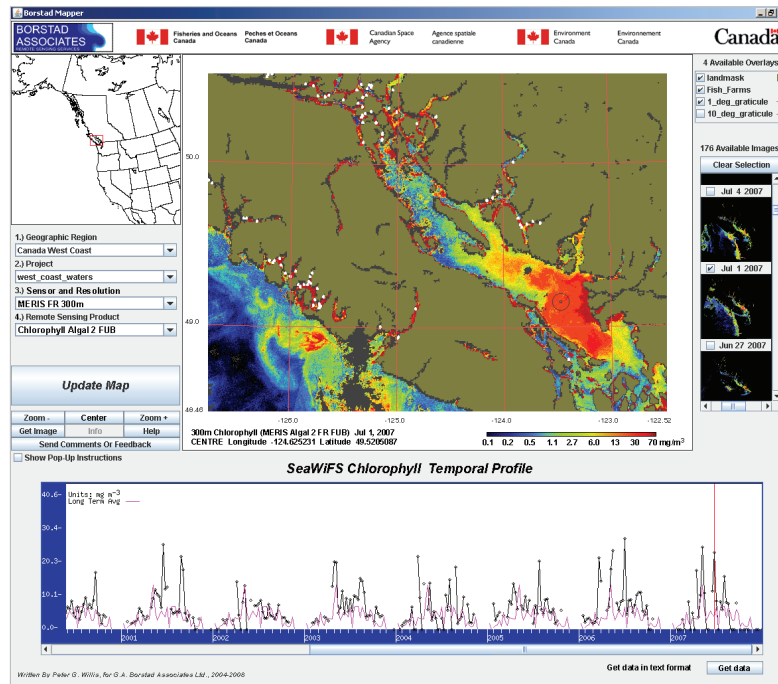 Borstad Mapper
BORSTAD
ASSOCIATES
REMOTE SENSING SERVICES
Fisheries and Oceans
Canada
Peches et Oceans
Canada
Canadian Space
Agency
Agence spatiale
canadienne
Environment
Canada
Environnement
Canada
Canada
4 Available Overlays
landmask
Fish_Farms
1_deg_graticule
10_deg_graticule
176 Available Images
Clear Selection
Jul 4 2007
Jul 1 2007
Jun 27 2007
1.) Geographic Region
Canada West Coast
2.) Project
west_coast_waters
3.) Sensor and Resolution
MERIS FR 300m
4.) Remote Sensing Product
Chlorophyll Algal 2 FUB
Update Map
Zoom - Center Zoom +
Get Image Info Help
Send Comments Or Feedback
Show Pop-Up Instructions
50.0
49.0
48.46
-126.0 -125.0 -124.0 -123.0 -122.52
300m Chlorophyll (MERIS Algal 2 FR FUB) Jul 1, 2007
CENTRE Longitude -124.625231 Latitude 49.5205087
0.1 0.2 0.5 1.1 2.7 6.0 13 30 70 mg/m³
SeaWiFS Chlorophyll Temporal Profile
Units: mg m-3
Long Term Avg
40.6-
30.4-
20.3-
10.1-
0.0-
2001 2002 2003 2004 2005 2006 2007
Get data in text format Get data
Written By Peter G. Willis, for G.A. Borstad Associates Ltd., 2004-2008